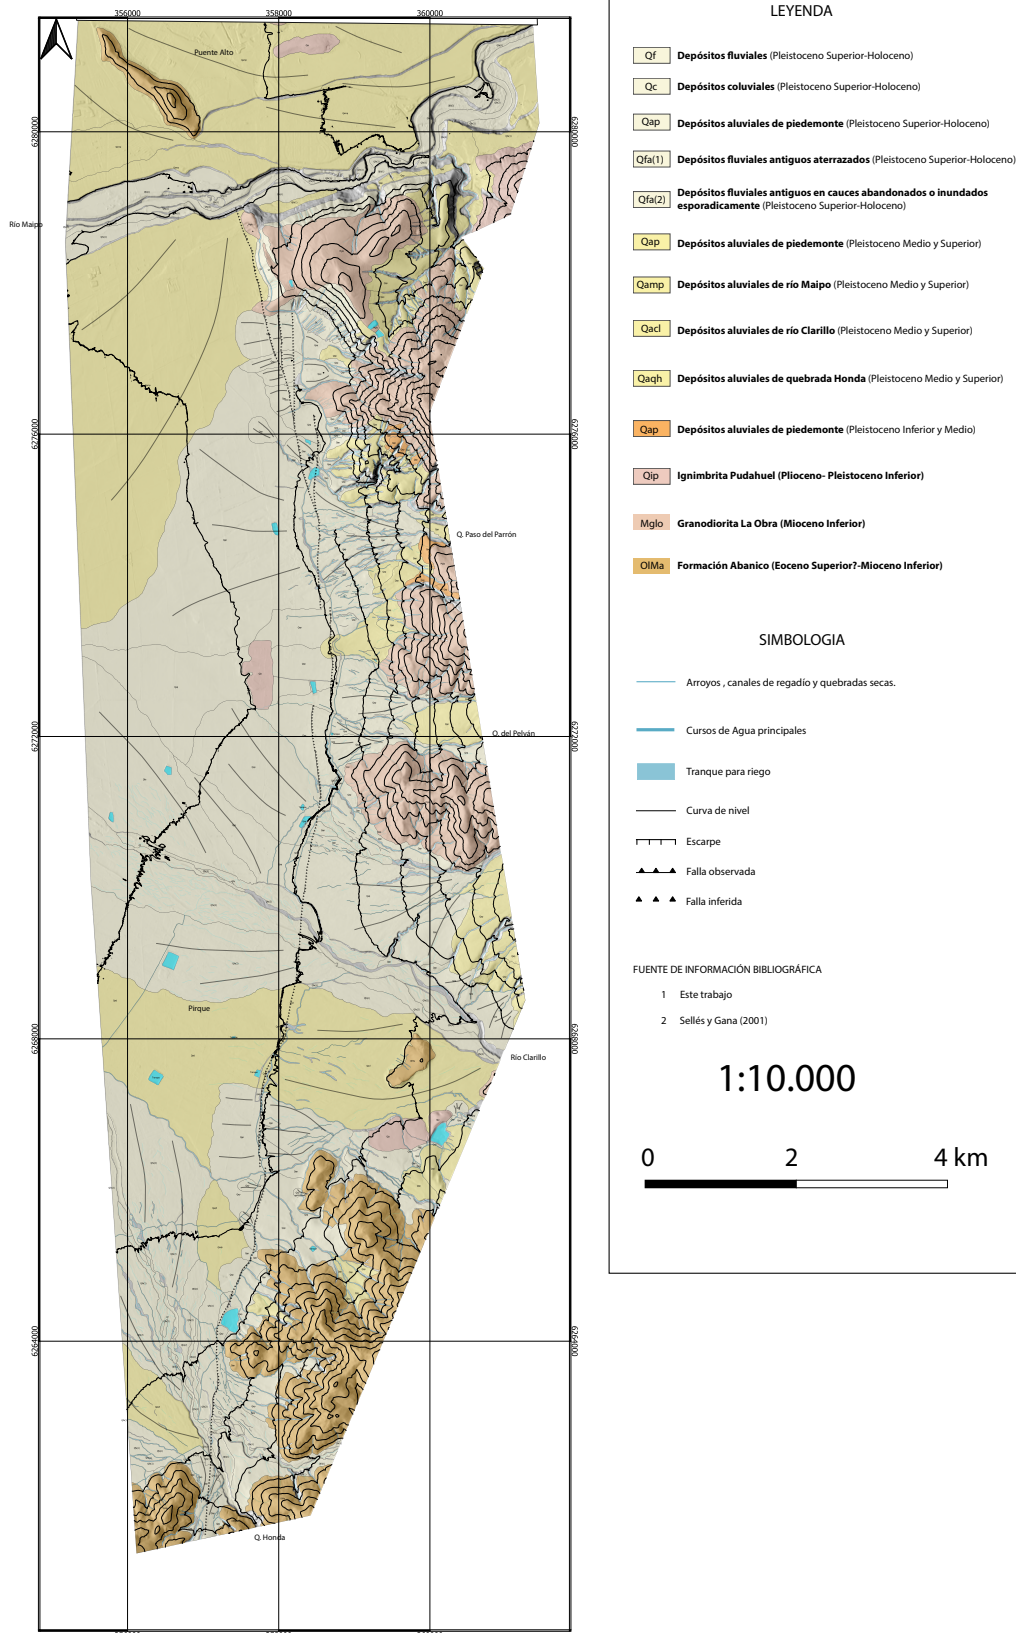 356000
358000
360000
Puente Alto
6280000
6280000
Río Maipo
6276000
6276000
Q. Paso del Parrón
Q. del Pelván
6272000
6272000
Pirque
6268000
6268000
Río Clarillo
6264000
6264000
Q. Honda
LEYENDA
Qf Depósitos fluviales (Pleistoceno Superior-Holoceno)
Qc Depósitos coluviales (Pleistoceno Superior-Holoceno)
Qap Depósitos aluviales de piedemonte (Pleistoceno Superior-Holoceno)
Qfa(1) Depósitos fluviales antiguos aterrazados (Pleistoceno Superior-Holoceno)
Qfa(2) Depósitos fluviales antiguos en cauces abandonados o inundados
esporadicamente (Pleistoceno Superior-Holoceno)
Qap Depósitos aluviales de piedemonte (Pleistoceno Medio y Superior)
Qamp Depósitos aluviales de río Maipo (Pleistoceno Medio y Superior)
Qacl Depósitos aluviales de río Clarillo (Pleistoceno Medio y Superior)
Qaqh Depósitos aluviales de quebrada Honda (Pleistoceno Medio y Superior)
Qap Depósitos aluviales de piedemonte (Pleistoceno Inferior y Medio)
Qip Ignimbrita Pudahuel (Plioceno- Pleistoceno Inferior)
Mglo Granodiorita La Obra (Mioceno Inferior)
OlMa Formación Abanico (Eoceno Superior?-Mioceno Inferior)
SIMBOLOGIA
Arroyos , canales de regadío y quebradas secas.
Cursos de Agua principales
Tranque para riego
Curva de nivel
Escarpe
Falla observada
Falla inferida
FUENTE DE INFORMACIÓN BIBLIOGRÁFICA
1 Este trabajo
2 Sellés y Gana (2001)
1:10.000
0 2 4 km